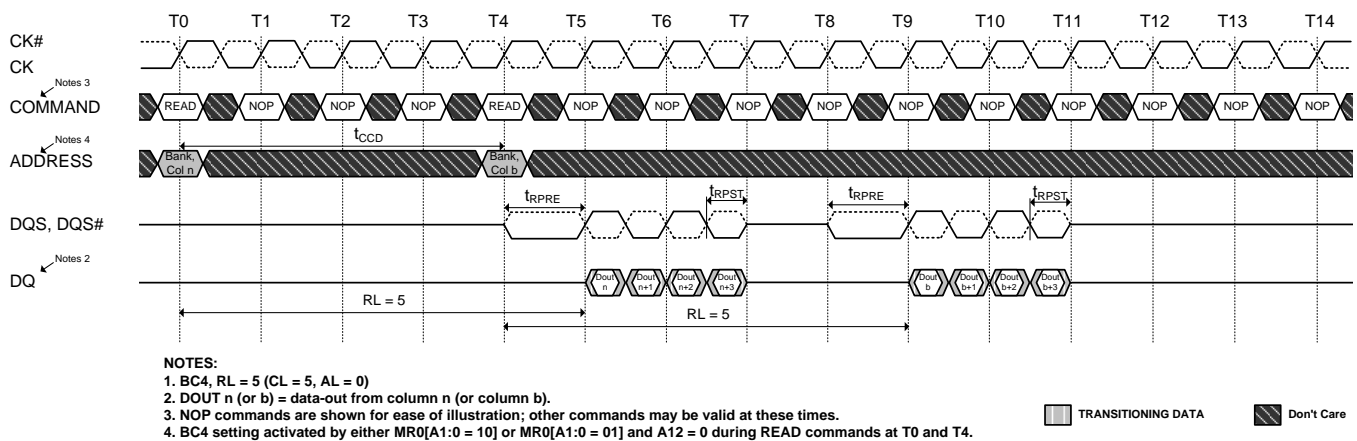 T0 T1 T2 T3 T4 T5 T6 T7 T8 T9 T10 T11 T12 T13 T14
CK#
CK
Notes 3
COMMAND
READ NOP NOP NOP READ NOP NOP NOP NOP NOP NOP NOP NOP NOP NOP
tCCD
Notes 4
ADDRESS
Bank, Col n
Bank, Col b
tRPRE tRPST tRPRE tRPST
DQS, DQS#
Notes 2
DQ
Dout n
Dout n+1
Dout n+2
Dout n+3
Dout b
Dout b+1
Dout b+2
Dout b+3
RL = 5
RL = 5
NOTES:
1. BC4, RL = 5 (CL = 5, AL = 0)
2. DOUT n (or b) = data-out from column n (or column b).
3. NOP commands are shown for ease of illustration; other commands may be valid at these times.
4. BC4 setting activated by either MR0[A1:0 = 10] or MR0[A1:0 = 01] and A12 = 0 during READ commands at T0 and T4.
TRANSITIONING DATA
Don't Care